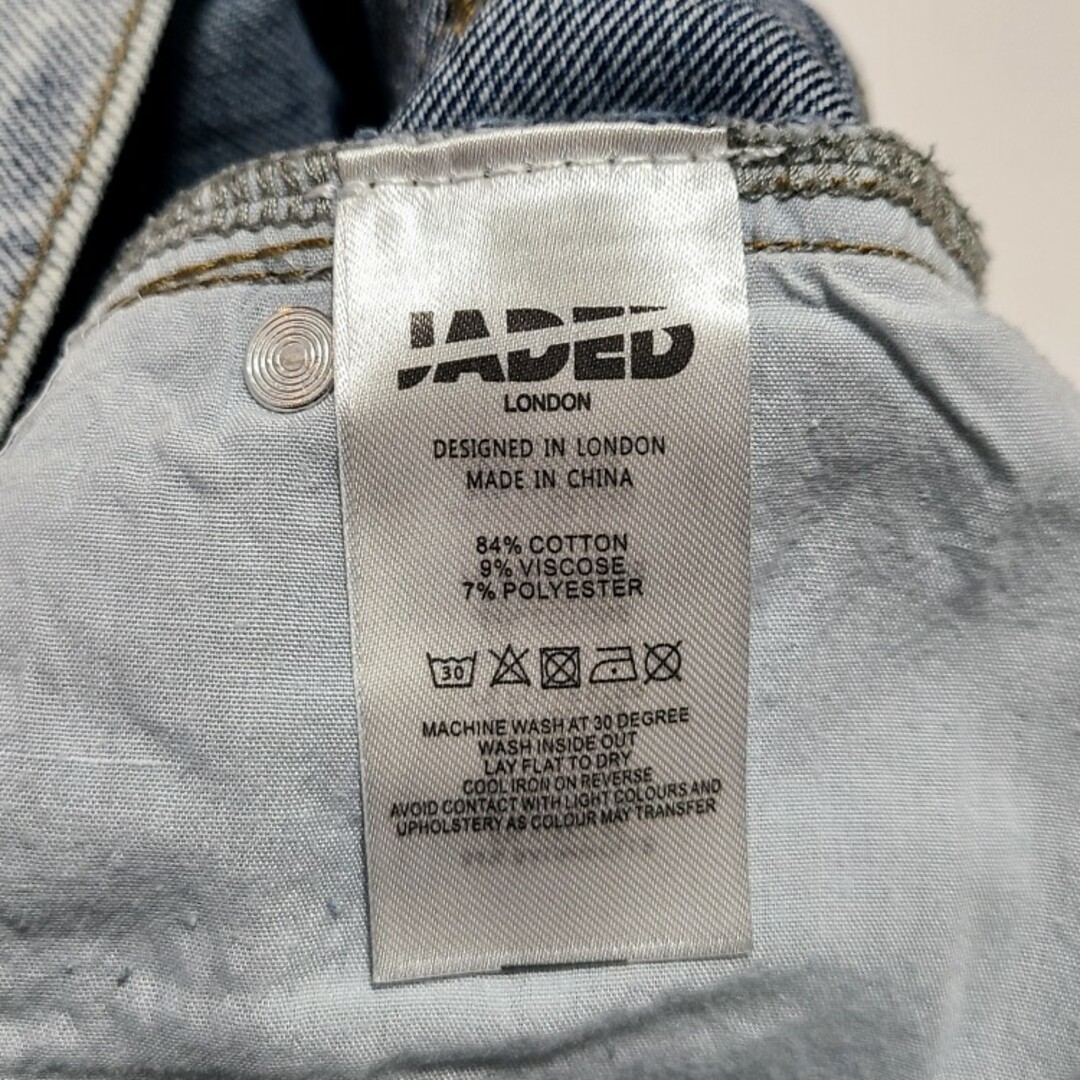 JADED
LONDON
DESIGNED IN LONDON
MADE IN CHINA
84% COTTON
9% VISCOSE
7% POLYESTER
30
MACHINE WASH AT 30 DEGREE
WASH INSIDE OUT
LAY FLAT TO DRY
COOL IRON ON REVERSE
AVOID CONTACT WITH LIGHT COLOURS AND
UPHOLSTERY AS COLOUR MAY TRANSFER